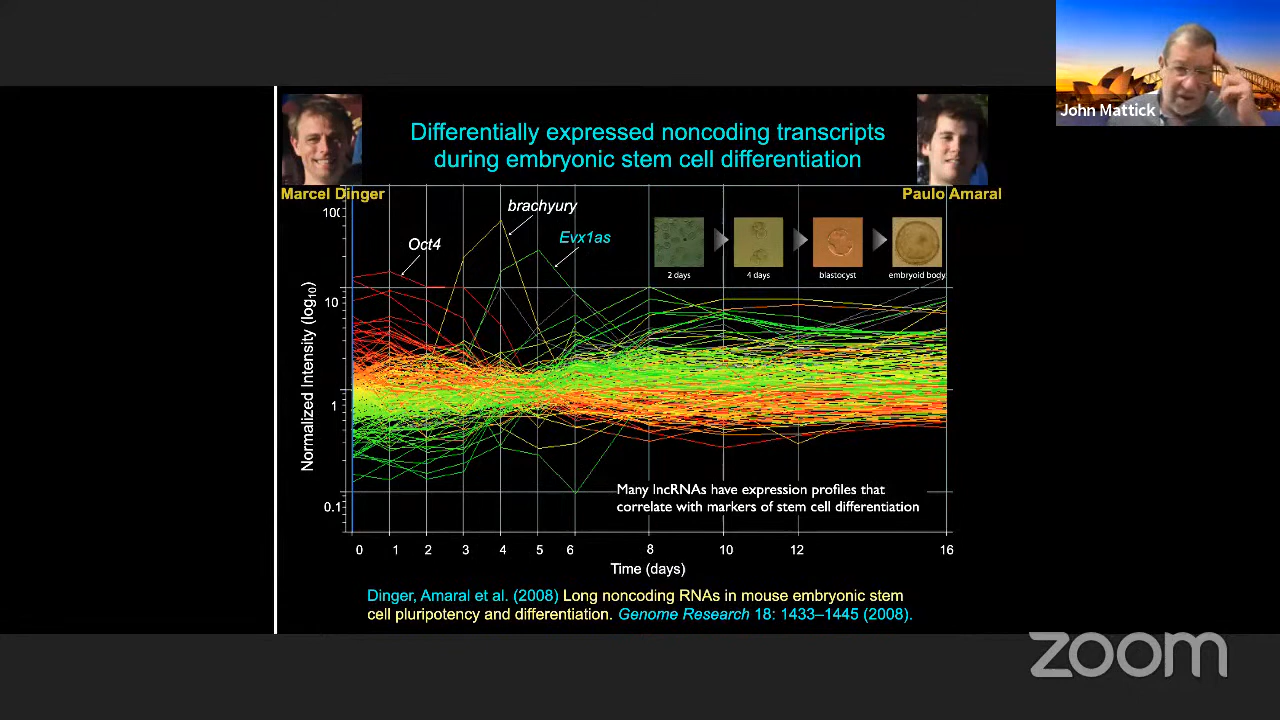 John Mattick
Differentially expressed noncoding transcripts
during embryonic stem cell differentiation
Marcel Dinger
Paulo Amaral
brachyury
Oct4
Evx1as
2 days
4 days
blastocyst
embryoid body
Normalized Intensity (log10)
100
10
1
0.1
Many lncRNAs have expression profiles that
correlate with markers of stem cell differentiation
0 1 2 3 4 5 6 8 10 12 16
Time (days)
Dinger, Amaral et al. (2008) Long noncoding RNAs in mouse embryonic stem
cell pluripotency and differentiation. Genome Research 18: 1433–1445 (2008).
zoom